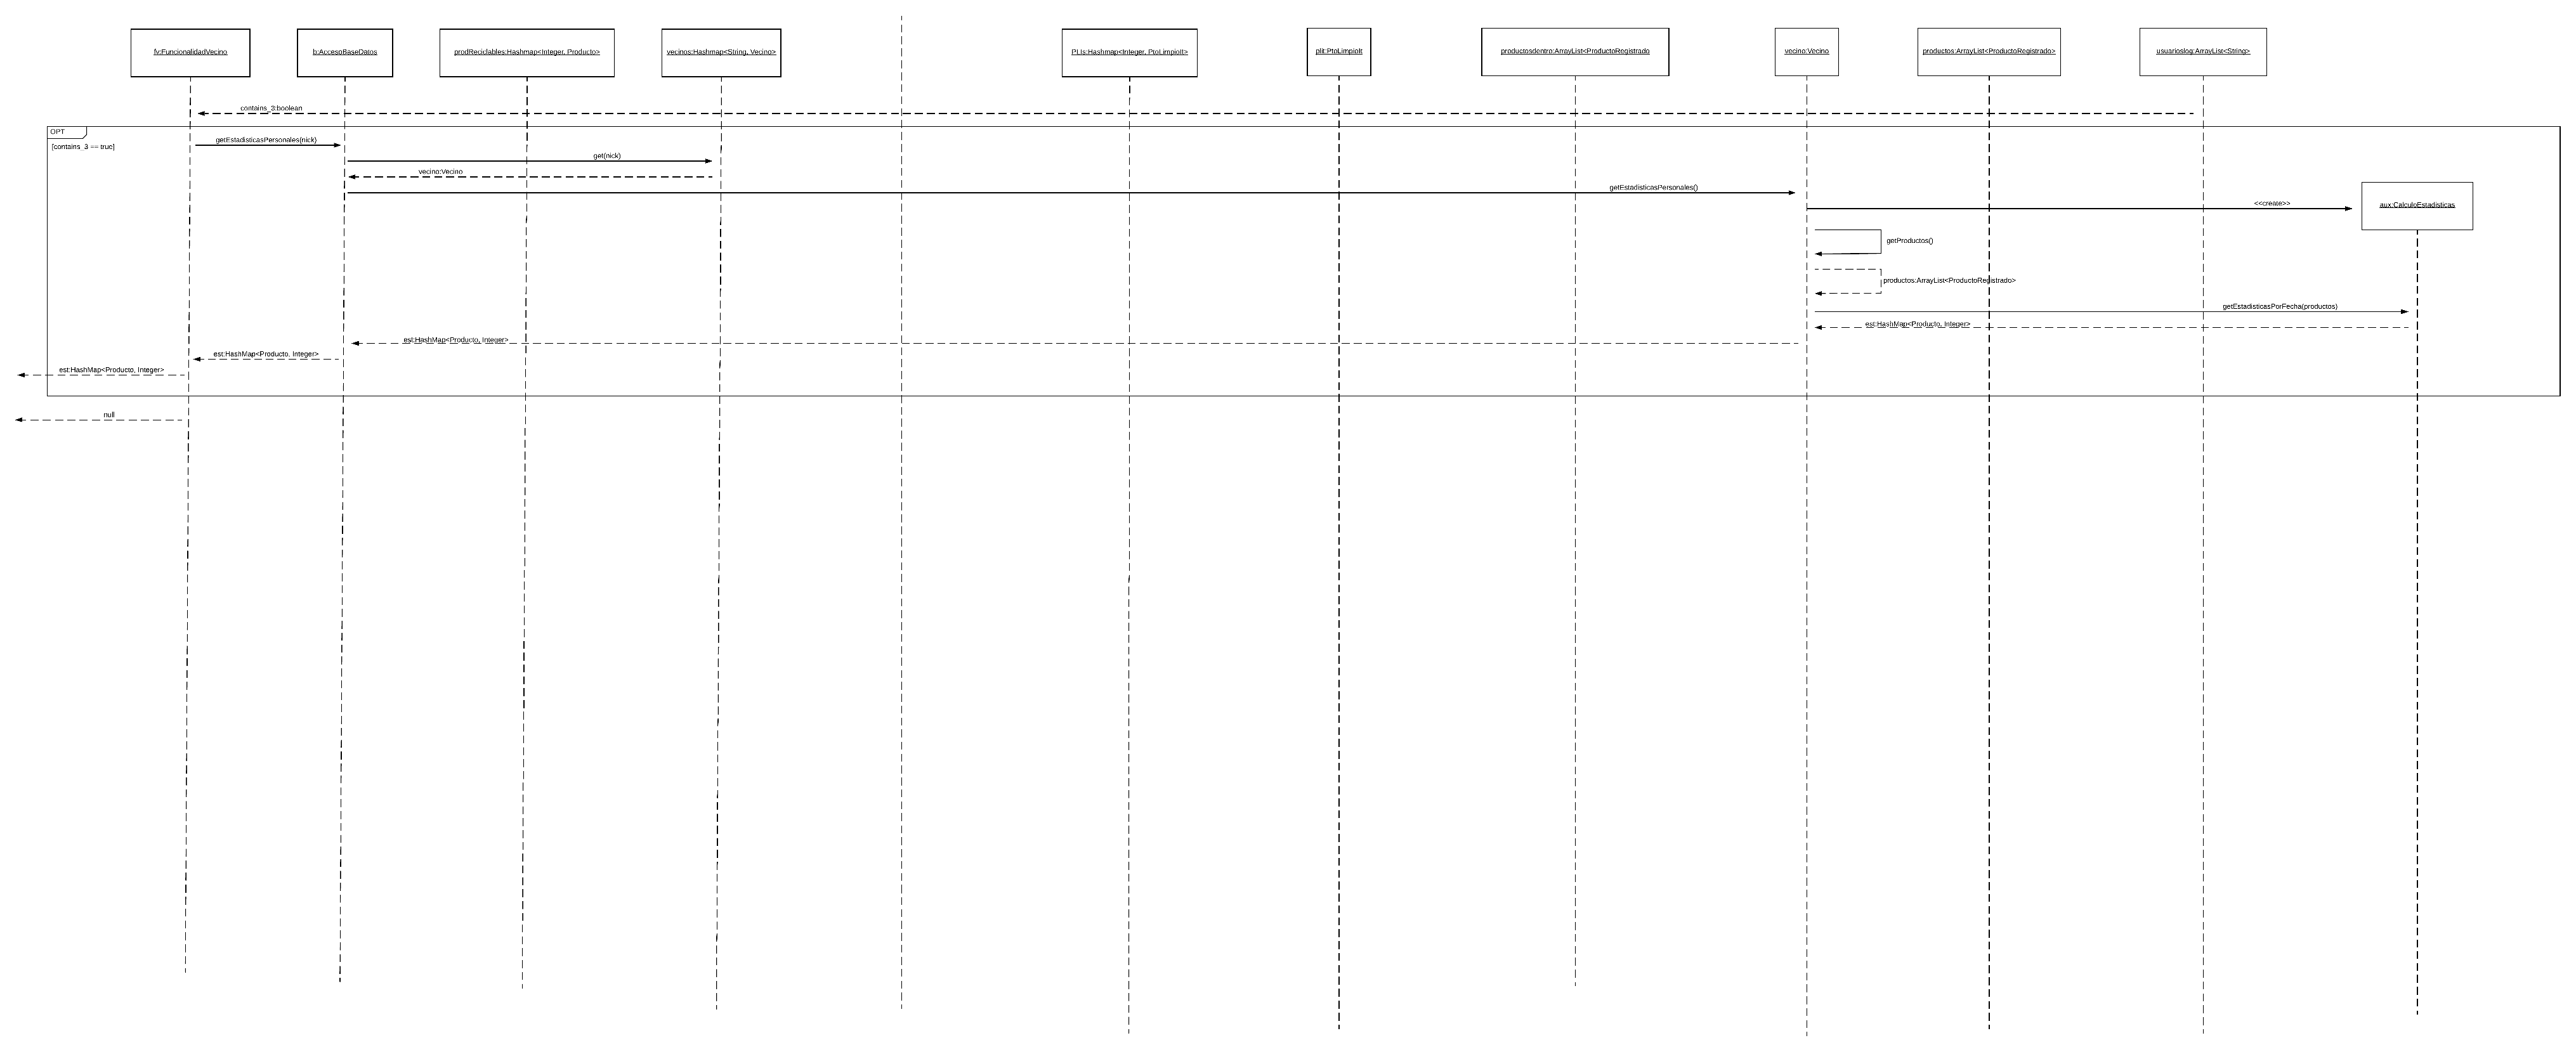 fv:FuncionalidadVecino
b:AccesoBaseDatos
prodReciclables:Hashmap<Integer, Producto>
vecinos:Hashmap<String, Vecino>
PLIs:Hashmap<Integer, PtoLimpioIt>
plit:PtoLimpioIt
productosdentro:ArrayList<ProductoRegistrado
vecino:Vecino
productos:ArrayList<ProductoRegistrado>
usuarioslog:ArrayList<String>
contains_3:boolean
OPT
[contains_3 == true]
getEstadisticasPersonales(nick)
get(nick)
vecino:Vecino
getEstadisticasPersonales()
<<create>>
aux:CalculoEstadisticas
getProductos()
productos:ArrayList<ProductoRegistrado>
getEstadisticasPorFecha(productos)
est:HashMap<Producto, Integer>
est:HashMap<Producto, Integer>
est:HashMap<Producto, Integer>
est:HashMap<Producto, Integer>
null